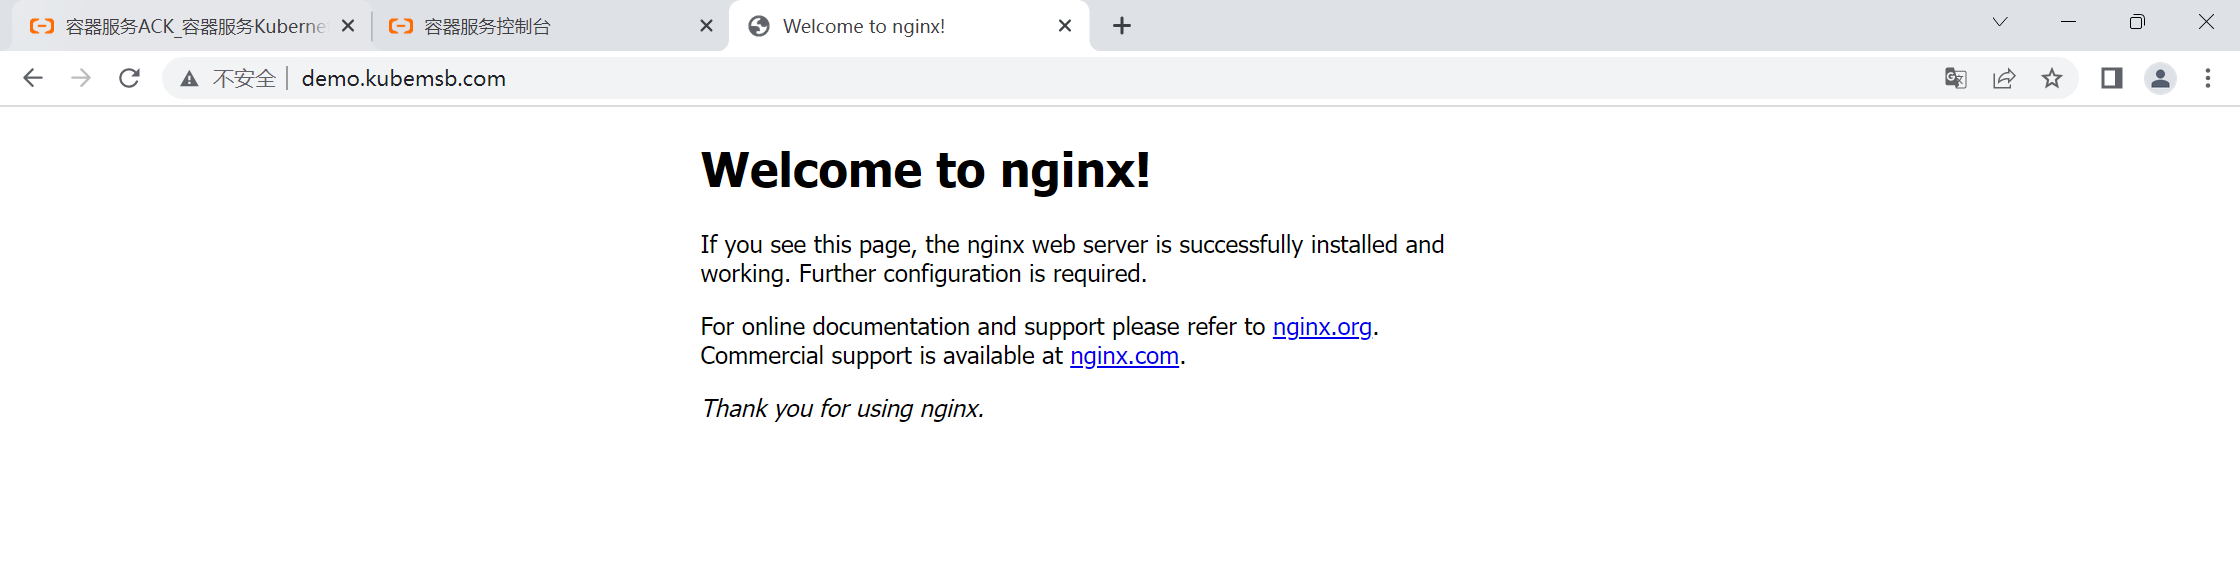 容器服务ACK_容器服务Kuberne
容器服务控制台
Welcome to nginx!
不安全
demo.kubemsb.com
Welcome to nginx!
If you see this page, the nginx web server is successfully installed and
working. Further configuration is required.
For online documentation and support please refer to nginx.org.
Commercial support is available at nginx.com.
Thank you for using nginx.